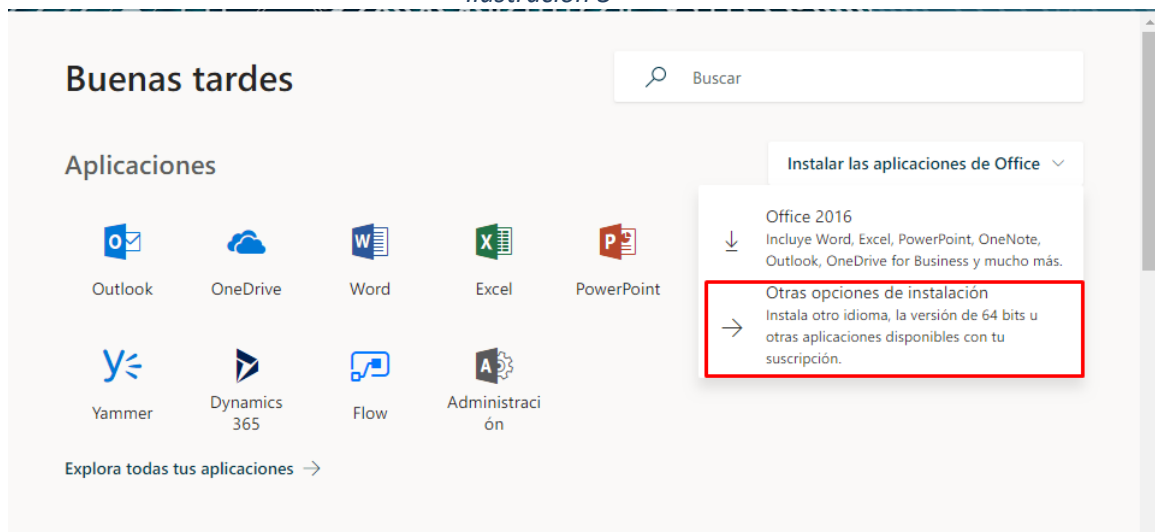 Buenas tardes
Buscar
Aplicaciones
Instalar las aplicaciones de Office
Office 2016
Incluye Word, Excel, PowerPoint, OneNote,
Outlook, OneDrive for Business y mucho más.
Otras opciones de instalación
Instala otro idioma, la versión de 64 bits u
otras aplicaciones disponibles con tu
suscripción.
Outlook
OneDrive
Word
Excel
PowerPoint
Yammer
Dynamics
365
Flow
Administraci
ón
Explora todas tus aplicaciones